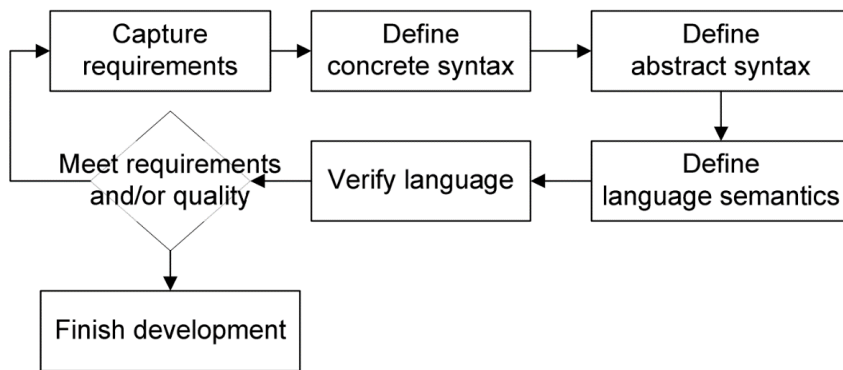 Capture
requirements
Define
concrete syntax
Define
abstract syntax
Meet requirements
and/or quality
Verify language
Define
language semantics
Finish development